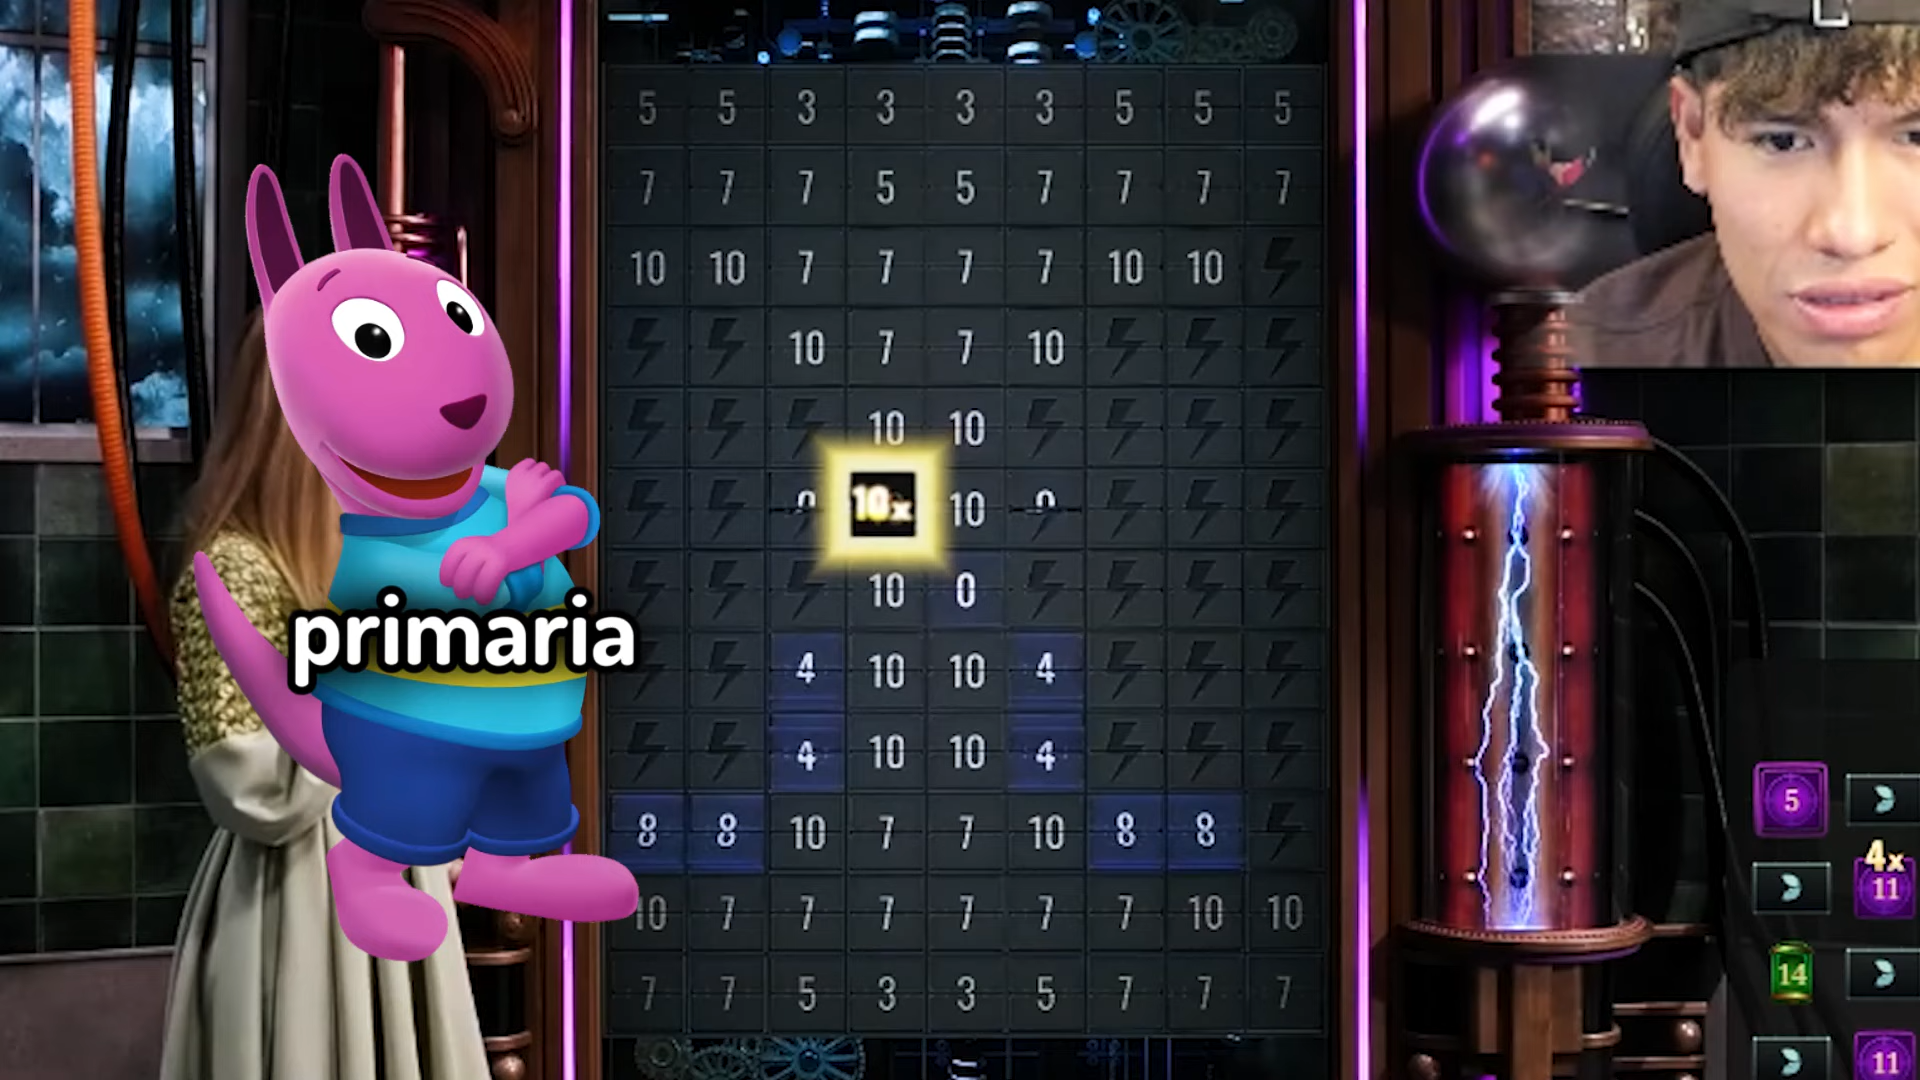 5 5 3 3 3 3 5 5 5
7 7 7 5 5 7 7 7 7
10 10 7 7 7 7 10 10
10 7 7 10
10 10
10x 10
10 0
primaria
4 10 10 4
4 10 10 4
5
8 8 10 7 7 10 8 8
4x
11
10 7 7 7 7 7 7 10 10
14
7 7 5 3 3 5 7 7 7
11